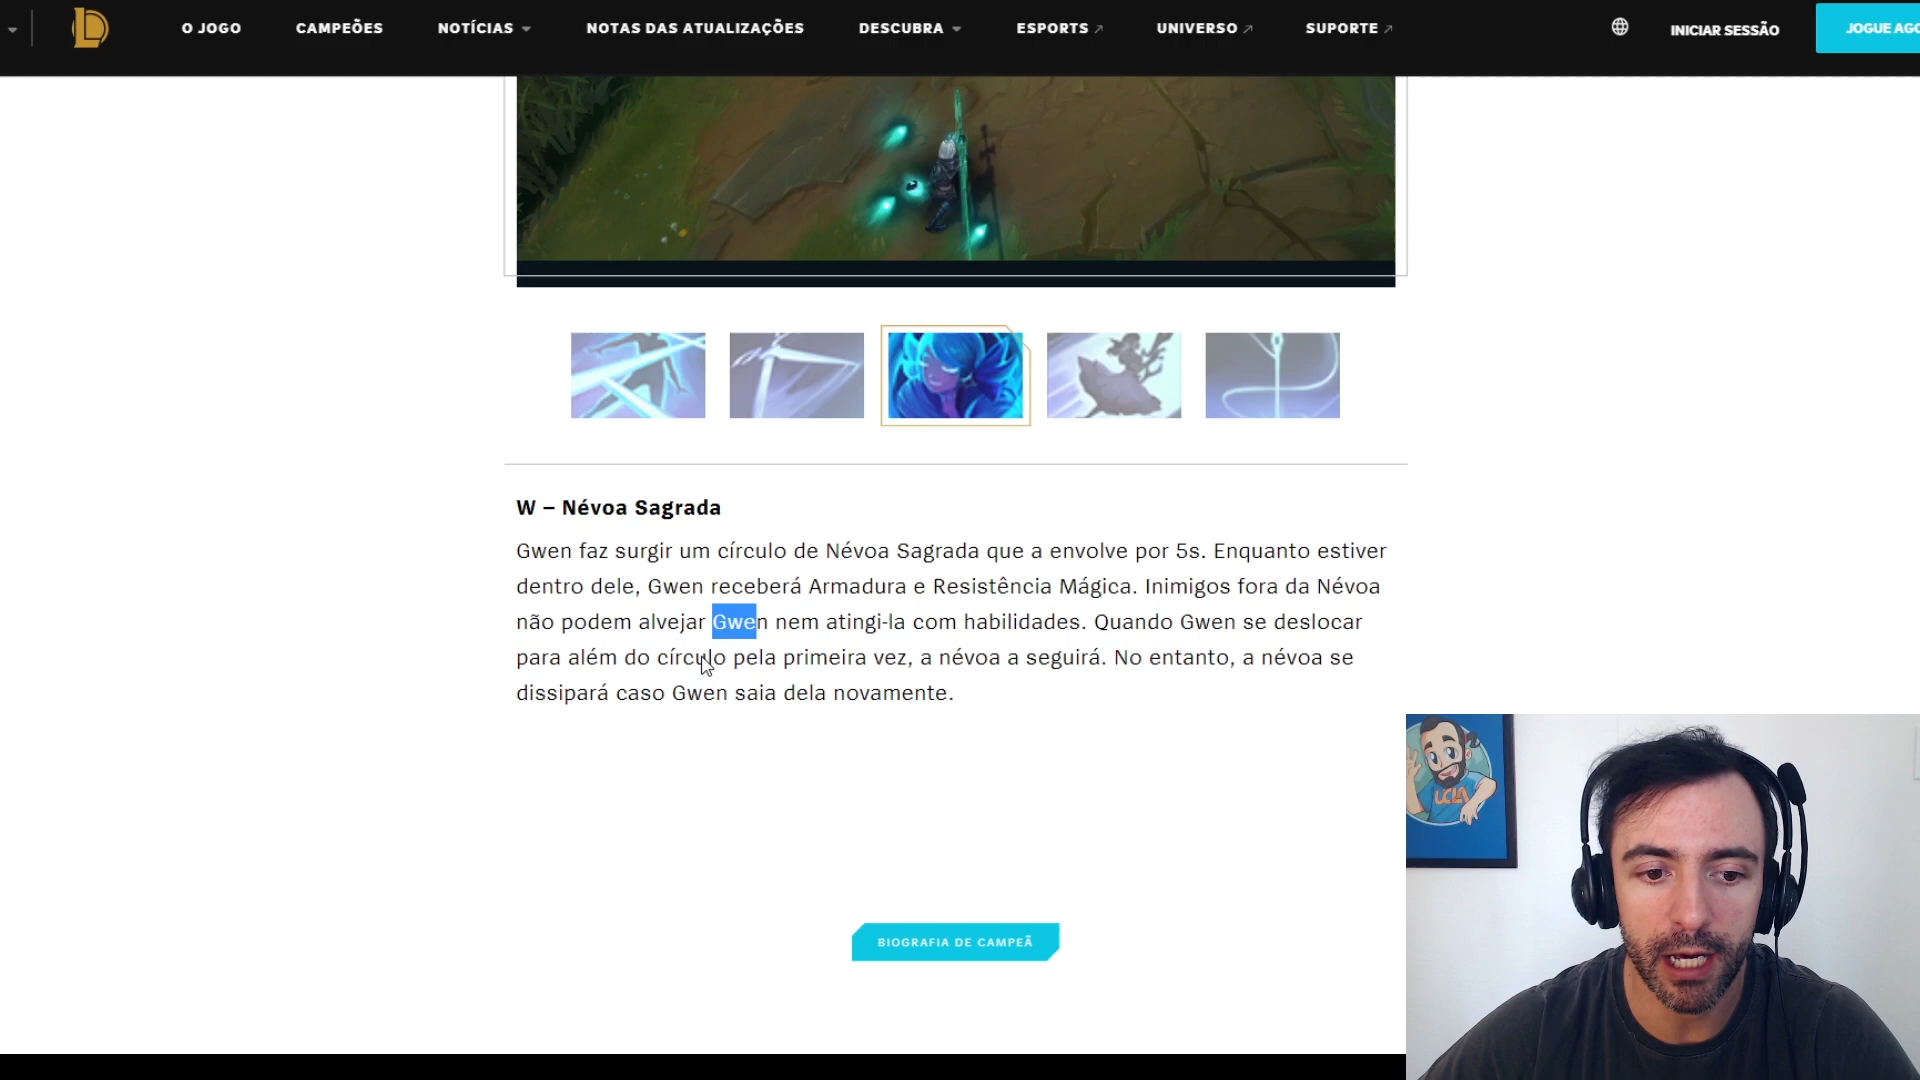 O JOGO
CAMPEÕES
NOTÍCIAS
NOTAS DAS ATUALIZAÇÕES
DESCUBRA
ESPORTS
UNIVERSO
SUPORTE
INICIAR SESSÃO
JOGUE AGO
W – Névoa Sagrada
Gwen faz surgir um círculo de Névoa Sagrada que a envolve por 5s. Enquanto estiver
dentro dele, Gwen receberá Armadura e Resistência Mágica. Inimigos fora da Névoa
não podem alvejar Gwen nem atingi-la com habilidades. Quando Gwen se deslocar
para além do círculo pela primeira vez, a névoa a seguirá. No entanto, a névoa se
dissipará caso Gwen saia dela novamente.
UCLA
BIOGRAFIA DE CAMPEÃ